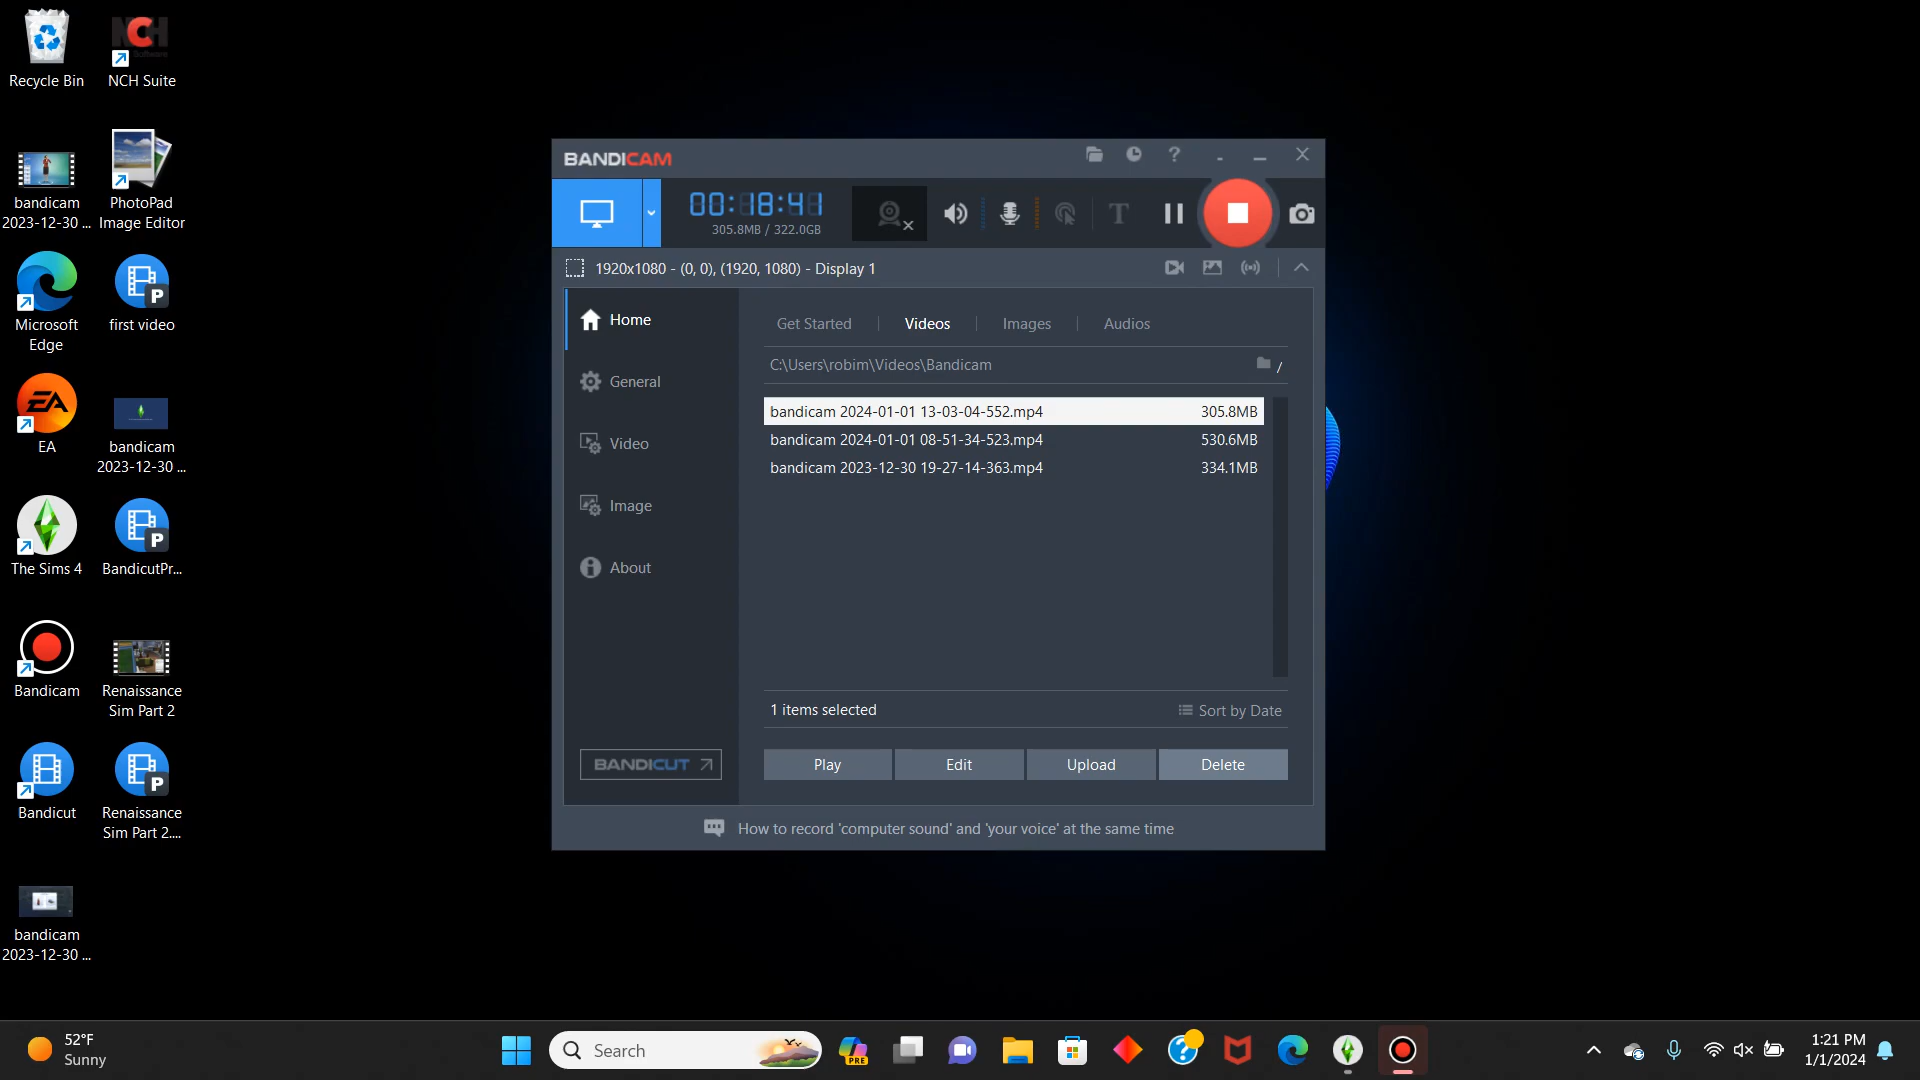 Recycle Bin
NCH Suite
bandicam
2023-12-30 ...
PhotoPad
Image Editor
Microsoft
Edge
first video
EA
bandicam
2023-12-30 ...
The Sims 4
BandicutPr...
Bandicam
Renaissance
Sim Part 2
Bandicut
Renaissance
Sim Part 2....
bandicam
2023-12-30 ...
BANDICAM
00:18:41
305.8MB / 322.0GB
1920x1080 - (0, 0), (1920, 1080) - Display 1
Home
General
Video
Image
About
BANDICUT
Get Started
Videos
Images
Audios
C:\Users\robim\Videos\Bandicam
bandicam 2024-01-01 13-03-04-552.mp4 305.8MB
bandicam 2024-01-01 08-51-34-523.mp4 530.6MB
bandicam 2023-12-30 19-27-14-363.mp4 334.1MB
1 items selected
Sort by Date
Play
Edit
Upload
Delete
How to record 'computer sound' and 'your voice' at the same time
52°F
Sunny
Search
PRE
1:21 PM
1/1/2024